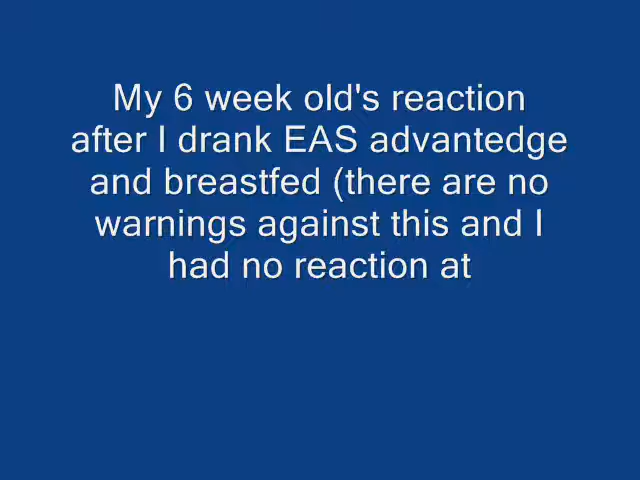 My 6 week old's reaction
after I drank EAS advantedge
and breastfed (there are no
warnings against this and I
had no reaction at